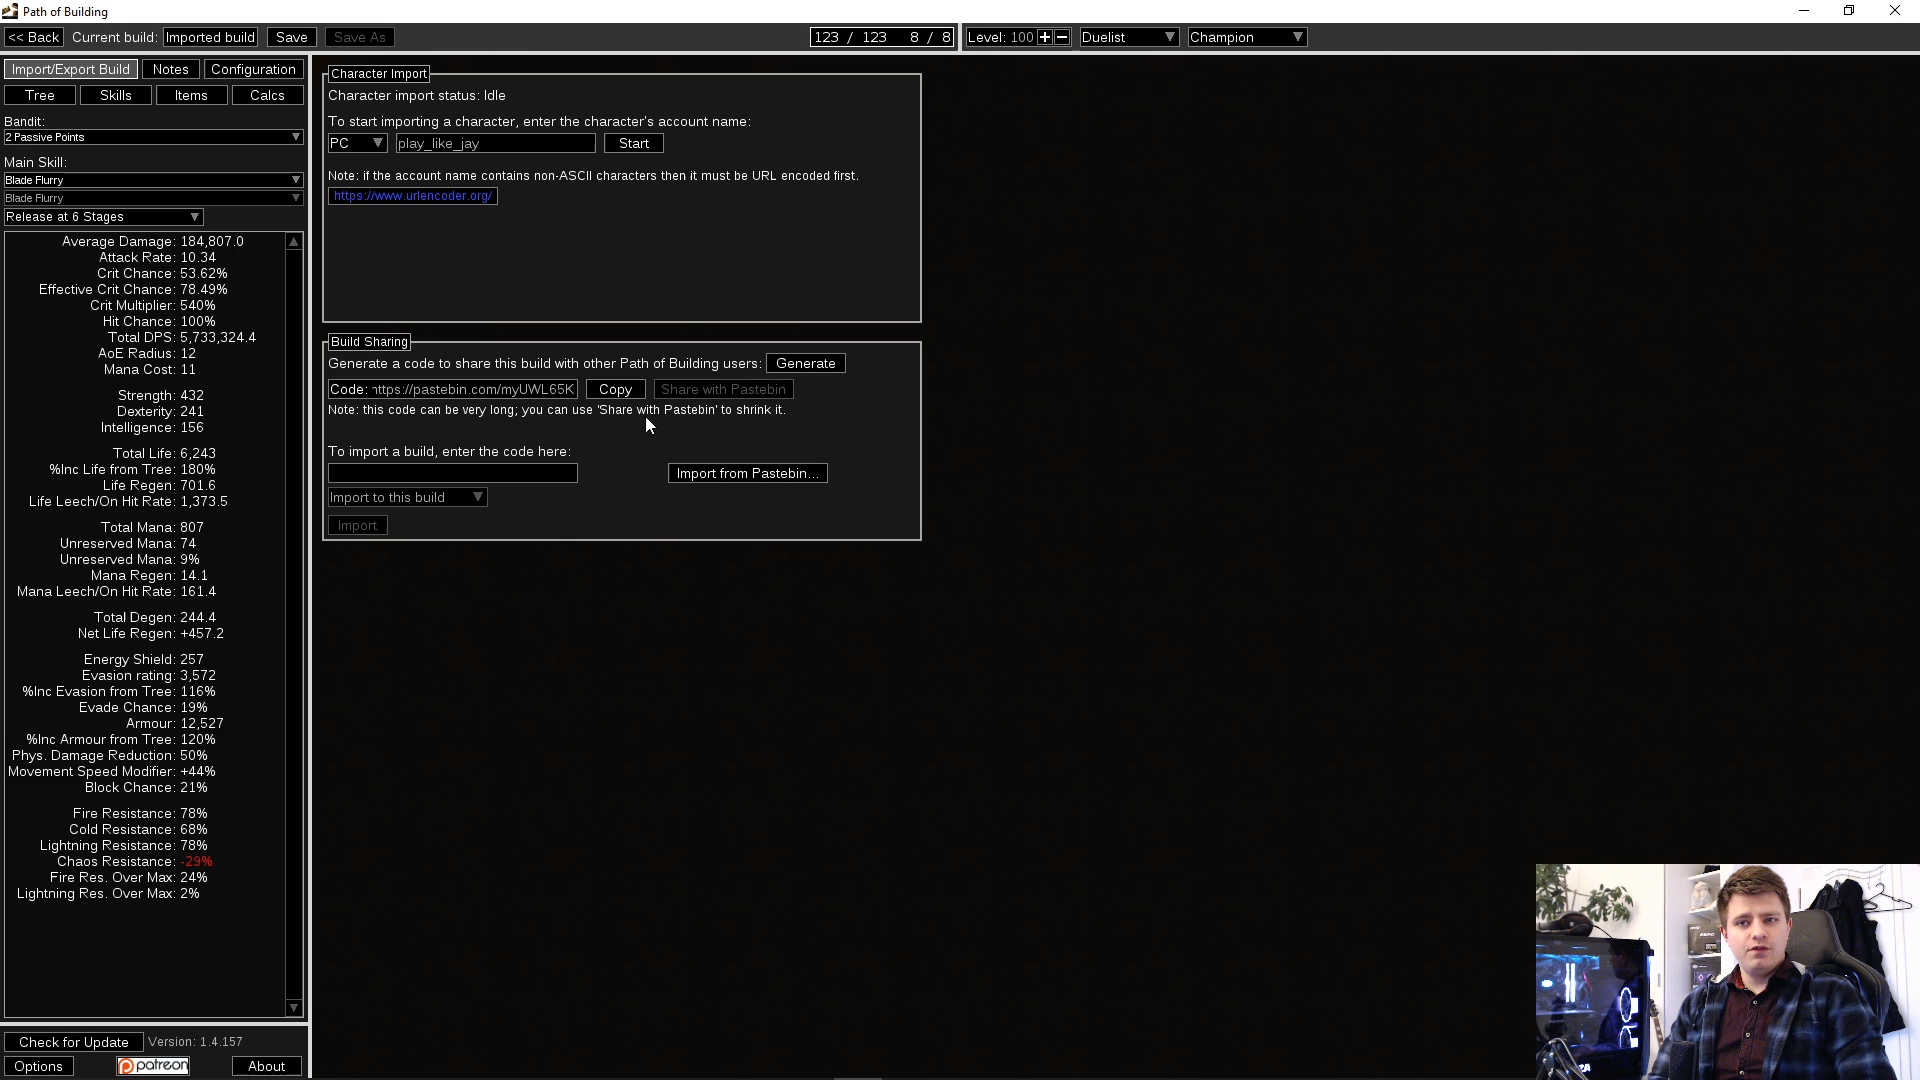 Path of Building
<< Back Current build: Imported build Save Save As 123 / 123 8 / 8 Level: 100 + − Duelist Champion
Import/Export Build Notes Configuration
Tree Skills Items Calcs
Bandit:
2 Passive Points
Main Skill:
Blade Flurry
Blade Flurry
Release at 6 Stages
Average Damage: 184,807.0
Attack Rate: 10.34
Crit Chance: 53.62%
Effective Crit Chance: 78.49%
Crit Multiplier: 540%
Hit Chance: 100%
Total DPS: 5,733,324.4
AoE Radius: 12
Mana Cost: 11
Strength: 432
Dexterity: 241
Intelligence: 156
Total Life: 6,243
%Inc Life from Tree: 180%
Life Regen: 701.6
Life Leech/On Hit Rate: 1,373.5
Total Mana: 807
Unreserved Mana: 74
Unreserved Mana: 9%
Mana Regen: 14.1
Mana Leech/On Hit Rate: 161.4
Total Degen: 244.4
Net Life Regen: +457.2
Energy Shield: 257
Evasion rating: 3,572
%Inc Evasion from Tree: 116%
Evade Chance: 19%
Armour: 12,527
%Inc Armour from Tree: 120%
Phys. Damage Reduction: 50%
Movement Speed Modifier: +44%
Block Chance: 21%
Fire Resistance: 78%
Cold Resistance: 68%
Lightning Resistance: 78%
Chaos Resistance: -29%
Fire Res. Over Max: 24%
Lightning Res. Over Max: 2%
Check for Update Version: 1.4.157
Options patreon About
Character Import
Character import status: Idle
To start importing a character, enter the character's account name:
PC play_like_jay Start
Note: if the account name contains non-ASCII characters then it must be URL encoded first.
https://www.urlencoder.org/
Build Sharing
Generate a code to share this build with other Path of Building users: Generate
Code: https://pastebin.com/myUWL65K Copy Share with Pastebin
Note: this code can be very long; you can use 'Share with Pastebin' to shrink it.
To import a build, enter the code here:
Import from Pastebin...
Import to this build
Import